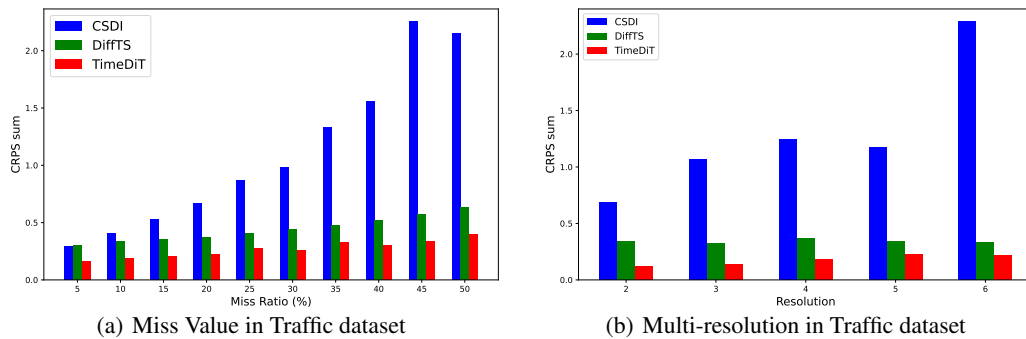 CSDI
DiffTS
TimeDiT
CRPS sum
2.0
1.5
1.0
0.5
0.0
5 10 15 20 25 30 35 40 45 50
Miss Ratio (%)
(a) Miss Value in Traffic dataset
CSDI
DiffTS
TimeDiT
CRPS sum
2.0
1.5
1.0
0.5
0.0
2 3 4 5 6
Resolution
(b) Multi-resolution in Traffic dataset